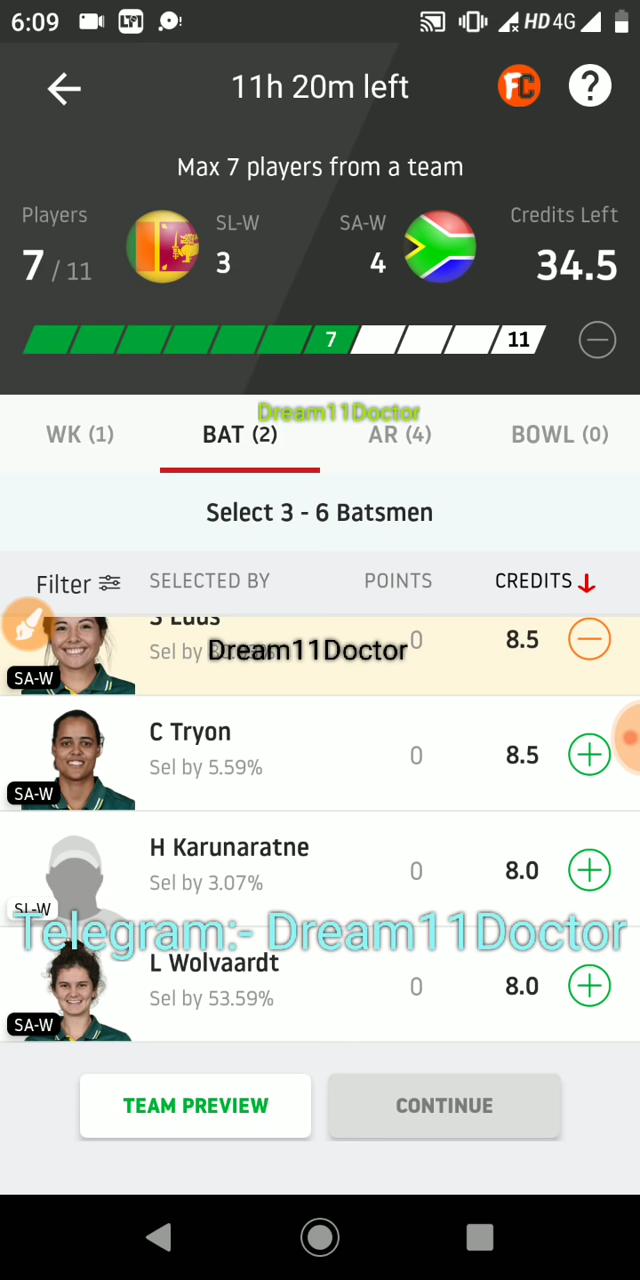 6:09 HD 4G
11h 20m left FC ?
Max 7 players from a team
Players SL-W SA-W Credits Left
7 / 11 3 4 34.5
7 11
Dream11Doctor
WK (1) BAT (2) AR (4) BOWL (0)
Select 3 - 6 Batsmen
Filter SELECTED BY POINTS CREDITS
S Luus
Sel by 0 8.5
Dream11Doctor
SA-W
C Tryon
Sel by 5.59% 0 8.5
SA-W
H Karunaratne
Sel by 3.07% 0 8.0
SL-W
Telegram:- Dream11Doctor
L Wolvaardt
Sel by 53.59% 0 8.0
SA-W
TEAM PREVIEW CONTINUE